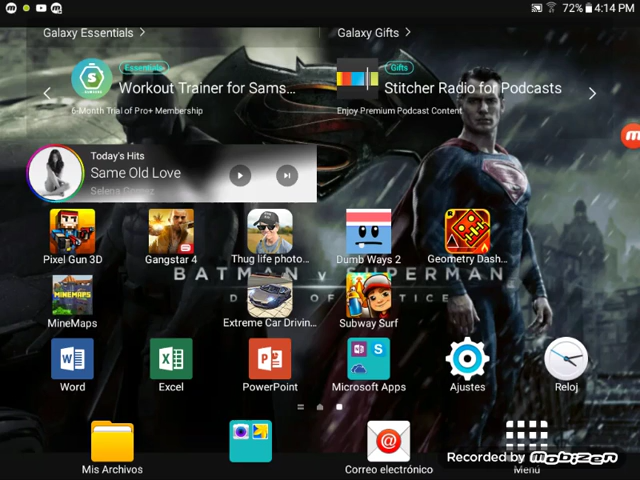 72% 4:14 PM
Galaxy Essentials >
Galaxy Gifts >
Essentials
Workout Trainer for Sams...
6-Month Trial of Pro+ Membership
Gifts
Stitcher Radio for Podcasts
Enjoy Premium Podcast Content
Today's Hits
Same Old Love
Selena Gomez
Pixel Gun 3D
Gangstar 4
Thug life photo...
Dumb Ways 2
Geometry Dash...
BATMAN V SUPERMAN
MINEMAPS
MineMaps
Extreme Car Drivin...
Subway Surf
Word
Excel
PowerPoint
Microsoft Apps
Ajustes
Reloj
Mis Archivos
Correo electrónico
Menú
Recorded by Mobizen